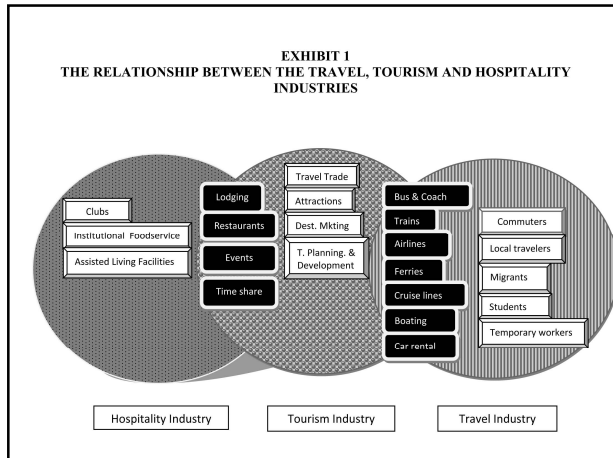 EXHIBIT 1
THE RELATIONSHIP BETWEEN THE TRAVEL, TOURISM AND HOSPITALITY
INDUSTRIES
Clubs
Institutional Foodservice
Assisted Living Facilities
Lodging
Restaurants
Events
Time share
Travel Trade
Attractions
Dest. Mkting
T. Planning. &
Development
Bus & Coach
Trains
Airlines
Ferries
Cruise lines
Boating
Car rental
Commuters
Local travelers
Migrants
Students
Temporary workers
Hospitality Industry
Tourism Industry
Travel Industry